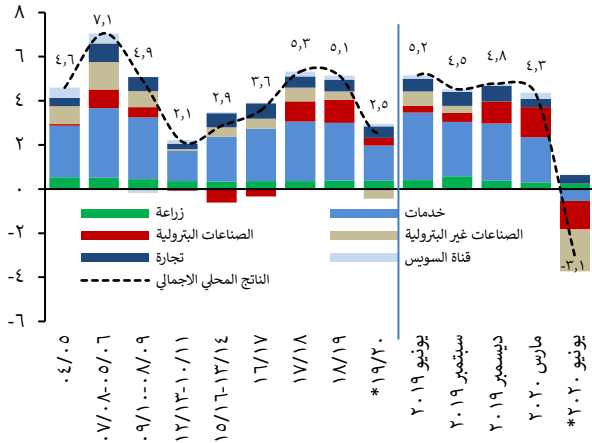 ٨
٦
٤
٢
٠
-٢
-٤
-٦
٤,٦
٧,١
٤,٩
٢,١
٢,٩
٣,٦
٥,٣
٥,١
٢,٥
٥,٢
٤,٥
٤,٨
٤,٣
-٣,١
زراعة
خدمات
الصناعات البترولية
الصناعات غير البترولية
تجارة
قناة السويس
الناتج المحلي الاجمالي
٠٤/٠٥
٠٧/٠٨-٠٥/٠٦
٠٩/١٠-٠٨/٠٩
١٢/١٣-١٠/١١
١٥/١٦-١٣/١٤
١٦/١٧
١٧/١٨
١٨/١٩
*١٩/٢٠
يونيو ٢٠١٩
سبتمبر ٢٠١٩
ديسمبر ٢٠١٩
مارس ٢٠٢٠
يونيو ٢٠٢٠*